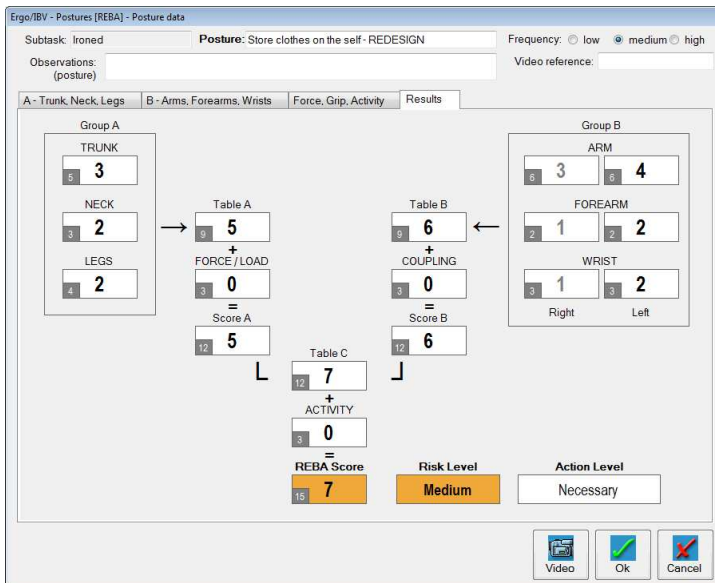 Ergo/IBV - Postures [REBA] - Posture data
Subtask: Ironed Posture: Store clothes on the self - REDESIGN Frequency: low medium high
Observations: (posture) Video reference:
A - Trunk, Neck, Legs B - Arms, Forearms, Wrists Force, Grip, Activity Results
Group A Group B
TRUNK ARM
5 3 6 3 6 4
NECK Table A Table B FOREARM
3 2 → 9 5 9 6 ← 2 1 2 2
+ +
LEGS FORCE / LOAD COUPLING WRIST
4 2 3 0 3 0 3 1 3 2
= =
Score A Score B Right Left
12 5 12 6
Table C
12 7
+
ACTIVITY
3 0
=
REBA Score Risk Level Action Level
15 7 Medium Necessary
Video Ok Cancel